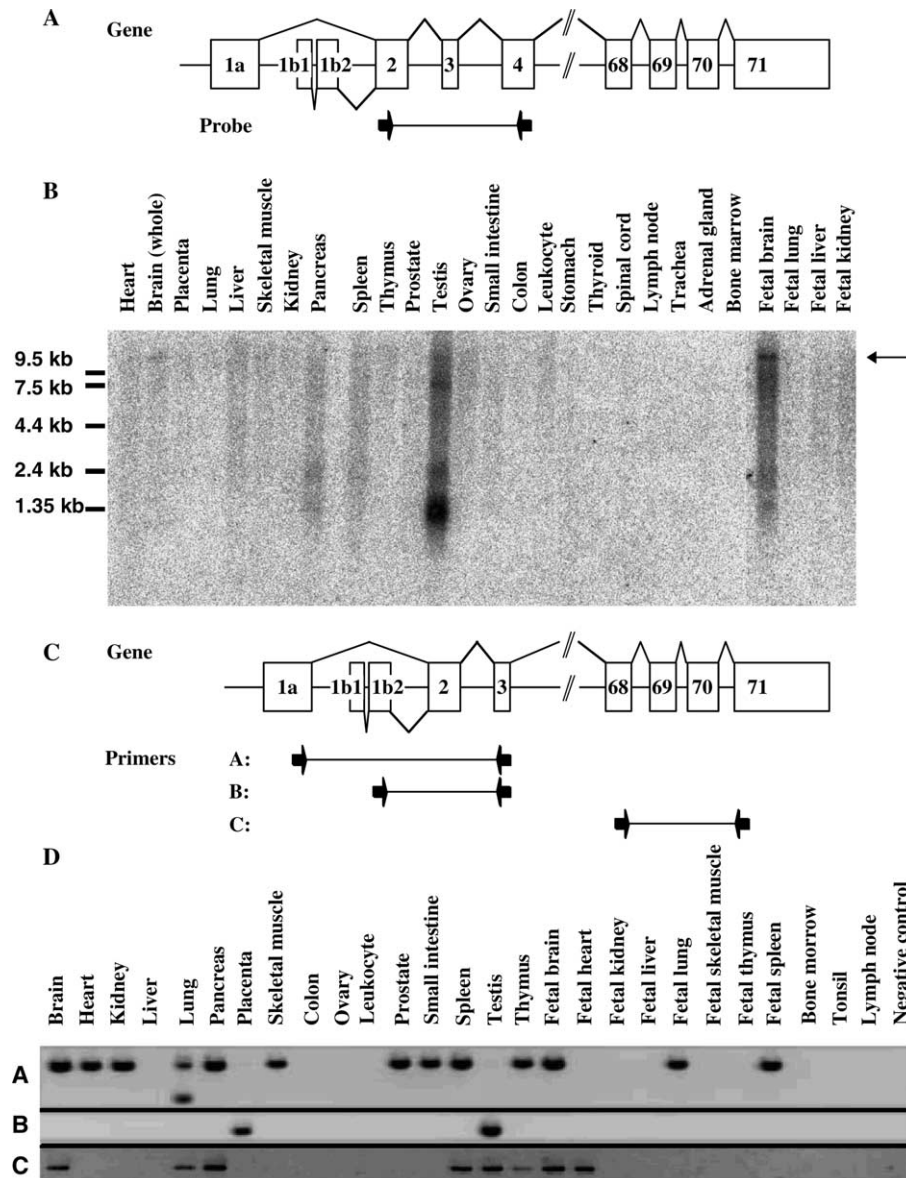 A
Gene
1a 1b1 1b2 2 3 4 // 68 69 70 71
Probe
B
Heart
Brain (whole)
Placenta
Lung
Liver
Skeletal muscle
Kidney
Pancreas
Spleen
Thymus
Prostate
Testis
Ovary
Small intestine
Colon
Leukocyte
Stomach
Thyroid
Spinal cord
Lymph node
Trachea
Adrenal gland
Bone marrow
Fetal brain
Fetal lung
Fetal liver
Fetal kidney
9.5 kb
7.5 kb
4.4 kb
2.4 kb
1.35 kb
C
Gene
1a 1b1 1b2 2 3 // 68 69 70 71
Primers
A:
B:
C:
D
Brain
Heart
Kidney
Liver
Lung
Pancreas
Placenta
Skeletal muscle
Colon
Ovary
Leukocyte
Prostate
Small intestine
Spleen
Testis
Thymus
Fetal brain
Fetal heart
Fetal kidney
Fetal liver
Fetal lung
Fetal skeletal muscle
Fetal thymus
Fetal spleen
Bone morrow
Tonsil
Lymph node
Negative control
A
B
C